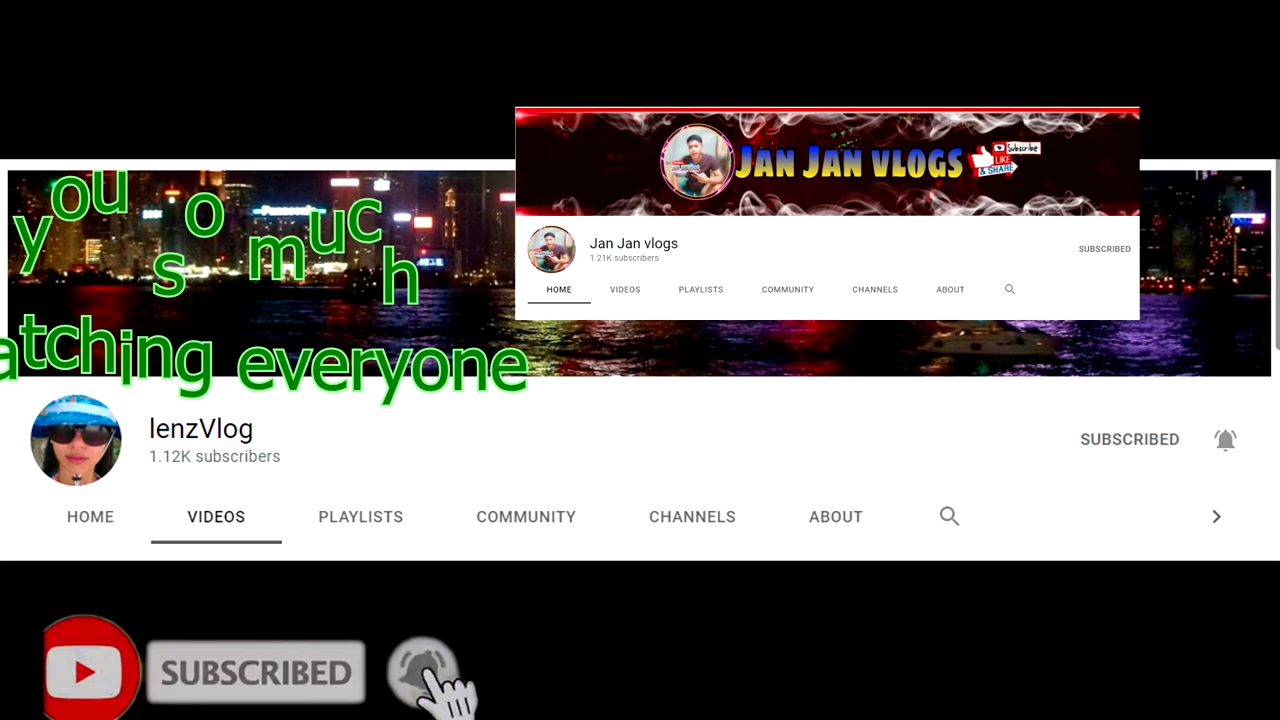 you so much
atching everyone
JAN JAN VLOGS
Subscribe
LIKE
& SHARE
Jan Jan vlogs
1.21K subscribers
SUBSCRIBED
HOME VIDEOS PLAYLISTS COMMUNITY CHANNELS ABOUT
Panasonic
lenzVlog
1.12K subscribers
SUBSCRIBED
HOME VIDEOS PLAYLISTS COMMUNITY CHANNELS ABOUT
SUBSCRIBED